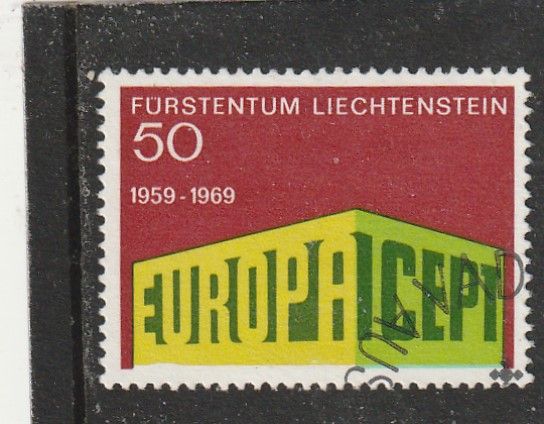 FÜRSTENTUM LIECHTENSTEIN
50
1959 - 1969
EUROPA CEPT